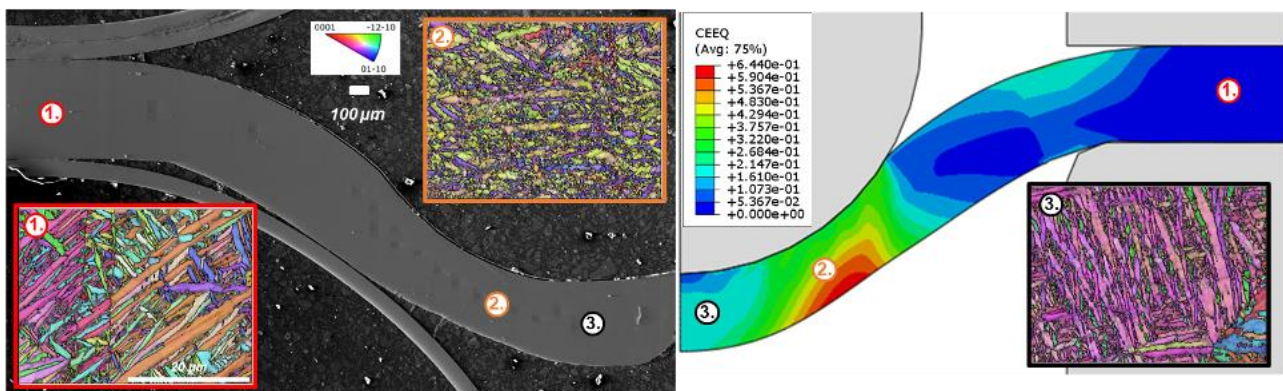 0001 -12-10
01-10
100 µm
2.
1.
2.
3.
1.
20 µm
CEEQ
(Avg: 75%)
+6.440e-01
+5.904e-01
+5.367e-01
+4.830e-01
+4.294e-01
+3.757e-01
+3.220e-01
+2.684e-01
+2.147e-01
+1.610e-01
+1.073e-01
+5.367e-02
+0.000e+00
1.
2.
3.
3.